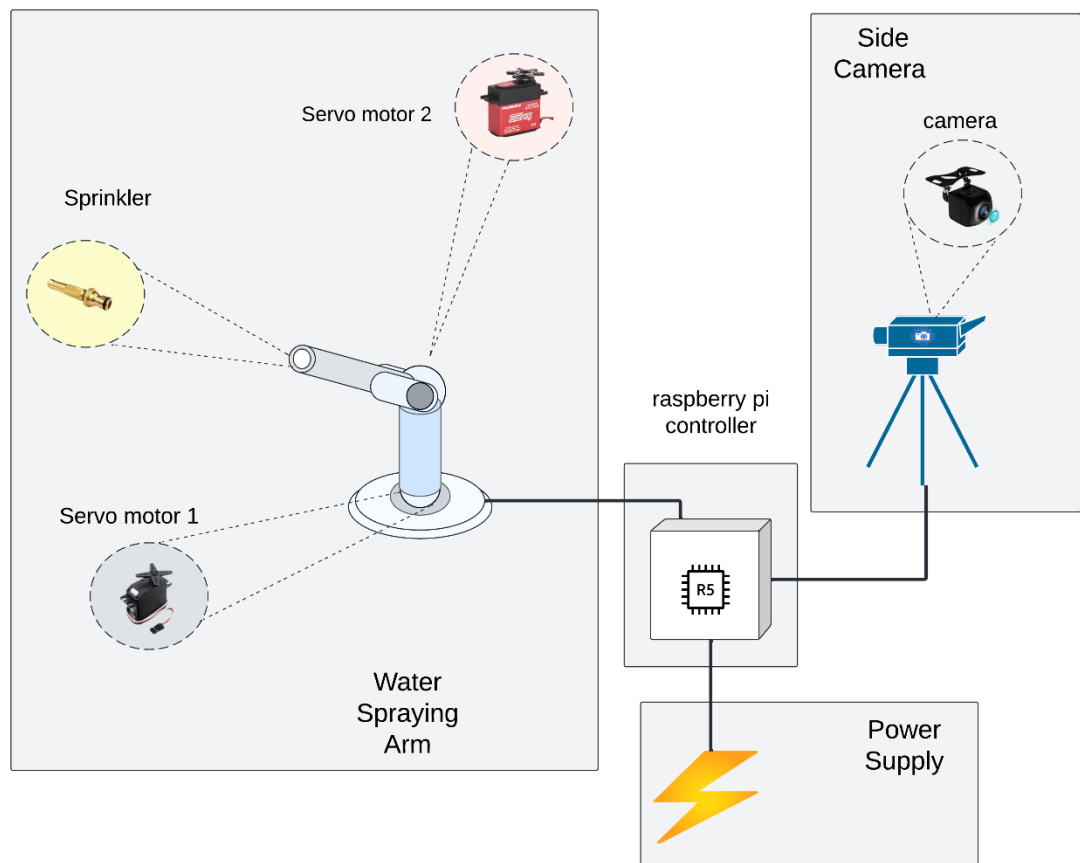 Side
Camera
Servo motor 2
camera
Sprinkler
raspberry pi
controller
Servo motor 1
R5
Water
Spraying
Arm
Power
Supply